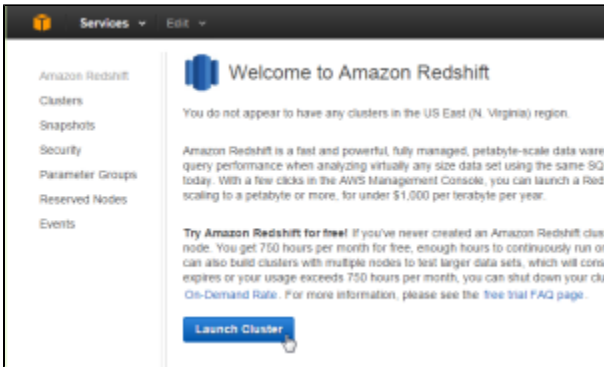 Services Edit
Amazon Redshift
Clusters
Snapshots
Security
Parameter Groups
Reserved Nodes
Events
Welcome to Amazon Redshift
You do not appear to have any clusters in the US East (N. Virginia) region.
Amazon Redshift is a fast and powerful, fully managed, petabyte-scale data ware
query performance when analyzing virtually any size data set using the same SQ
today. With a few clicks in the AWS Management Console, you can launch a Red
scaling to a petabyte or more, for under $1,000 per terabyte per year.
Try Amazon Redshift for free! If you've never created an Amazon Redshift clus
node. You get 750 hours per month for free, enough hours to continuously run o
can also build clusters with multiple nodes to test larger data sets, which will cons
expires or your usage exceeds 750 hours per month, you can shut down your clu
On-Demand Rate. For more information, please see the free trial FAQ page.
Launch Cluster